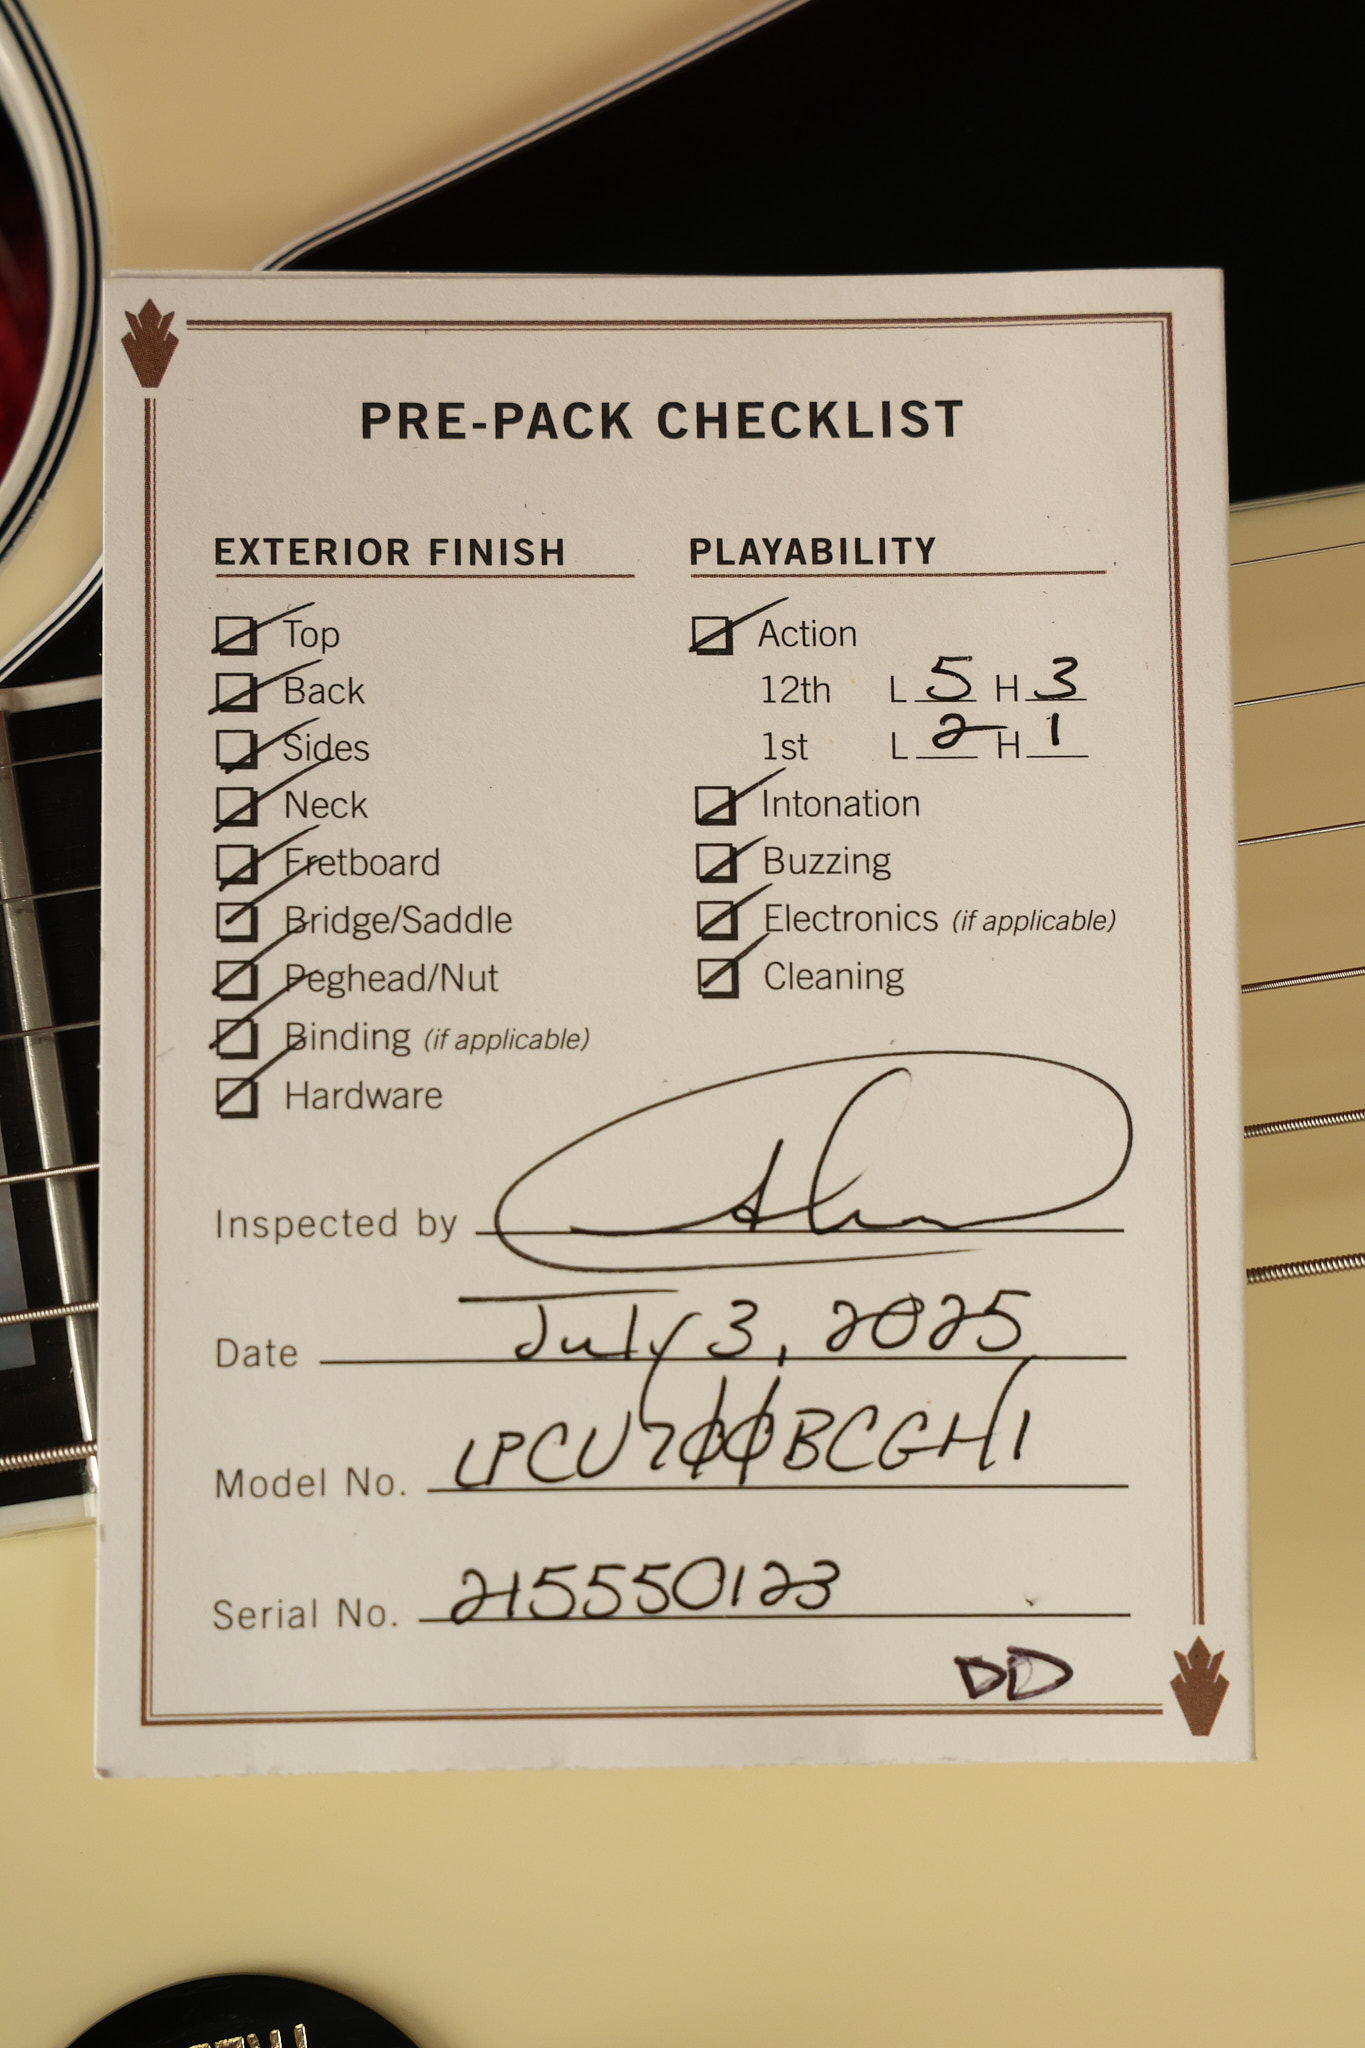 PRE-PACK CHECKLIST
EXTERIOR FINISH
Top
Back
Sides
Neck
Fretboard
Bridge/Saddle
Peghead/Nut
Binding (if applicable)
Hardware
PLAYABILITY
Action
12th L 5 H 3
1st L 2 H 1
Intonation
Buzzing
Electronics (if applicable)
Cleaning
Inspected by
Date July 3, 2025
Model No. LPCU700BCGH1
Serial No. 215550123
DD